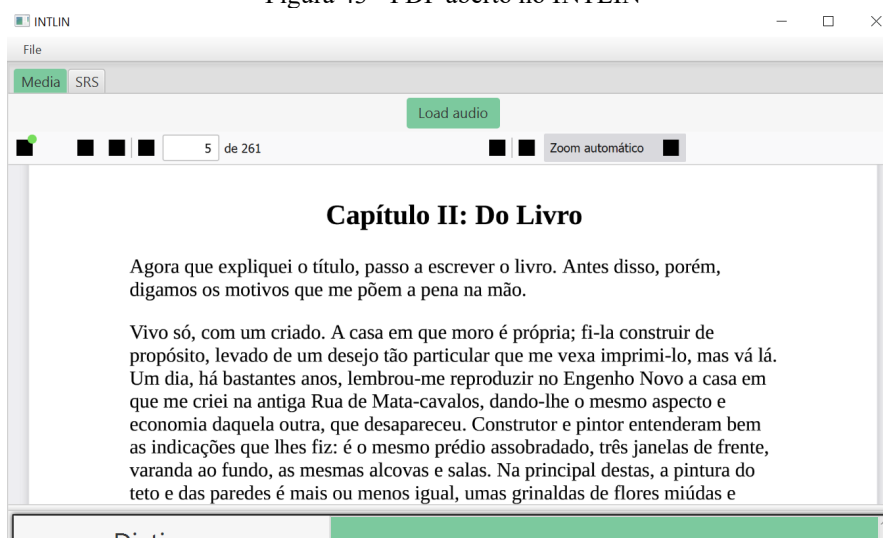 INTLIN
File
Media SRS
Load audio
5 de 261
Zoom automático
Capítulo II: Do Livro
Agora que expliquei o título, passo a escrever o livro. Antes disso, porém,
digamos os motivos que me põem a pena na mão.
Vivo só, com um criado. A casa em que moro é própria; fi-la construir de
propósito, levado de um desejo tão particular que me vexa imprimi-lo, mas vá lá.
Um dia, há bastantes anos, lembrou-me reproduzir no Engenho Novo a casa em
que me criei na antiga Rua de Mata-cavalos, dando-lhe o mesmo aspecto e
economia daquela outra, que desapareceu. Construtor e pintor entenderam bem
as indicações que lhes fiz: é o mesmo prédio assobradado, três janelas de frente,
varanda ao fundo, as mesmas alcovas e salas. Na principal destas, a pintura do
teto e das paredes é mais ou menos igual, umas grinaldas de flores miúdas e